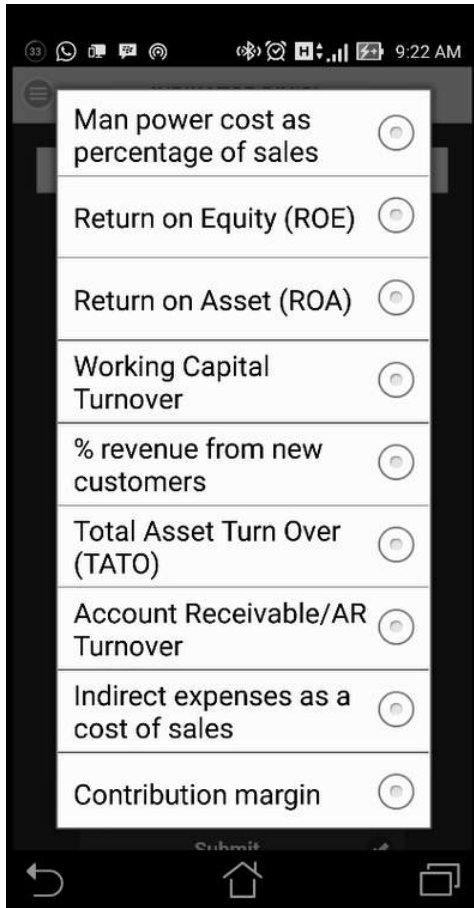 33 H 9:22 AM
Man power cost as
percentage of sales
Return on Equity (ROE)
Return on Asset (ROA)
Working Capital
Turnover
% revenue from new
customers
Total Asset Turn Over
(TATO)
Account Receivable/AR
Turnover
Indirect expenses as a
cost of sales
Contribution margin
Submit